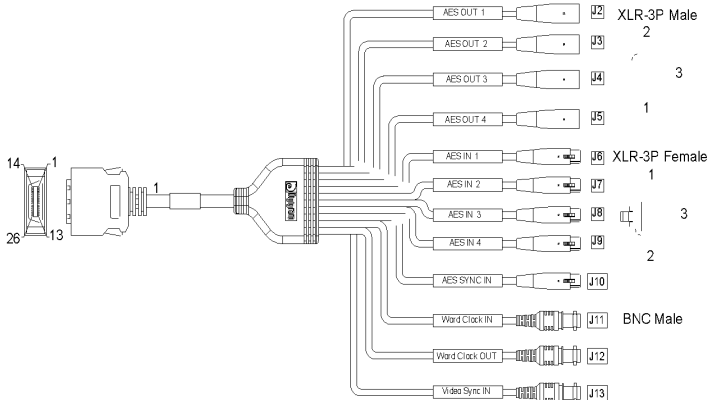 AES OUT 1 J2 XLR-3P Male
2
AES OUT 2 J3
AES OUT 3 J4 3
1
AES OUT 4 J5
14 1
1
AES IN 1 J6 XLR-3P Female
1
AES IN 2 J7
AES IN 3 J8 3
26 13
AES IN 4 J9
2
AES SYNC IN J10
Word Clock IN J11 BNC Male
Word Clock OUT J12
Video Sync IN J13